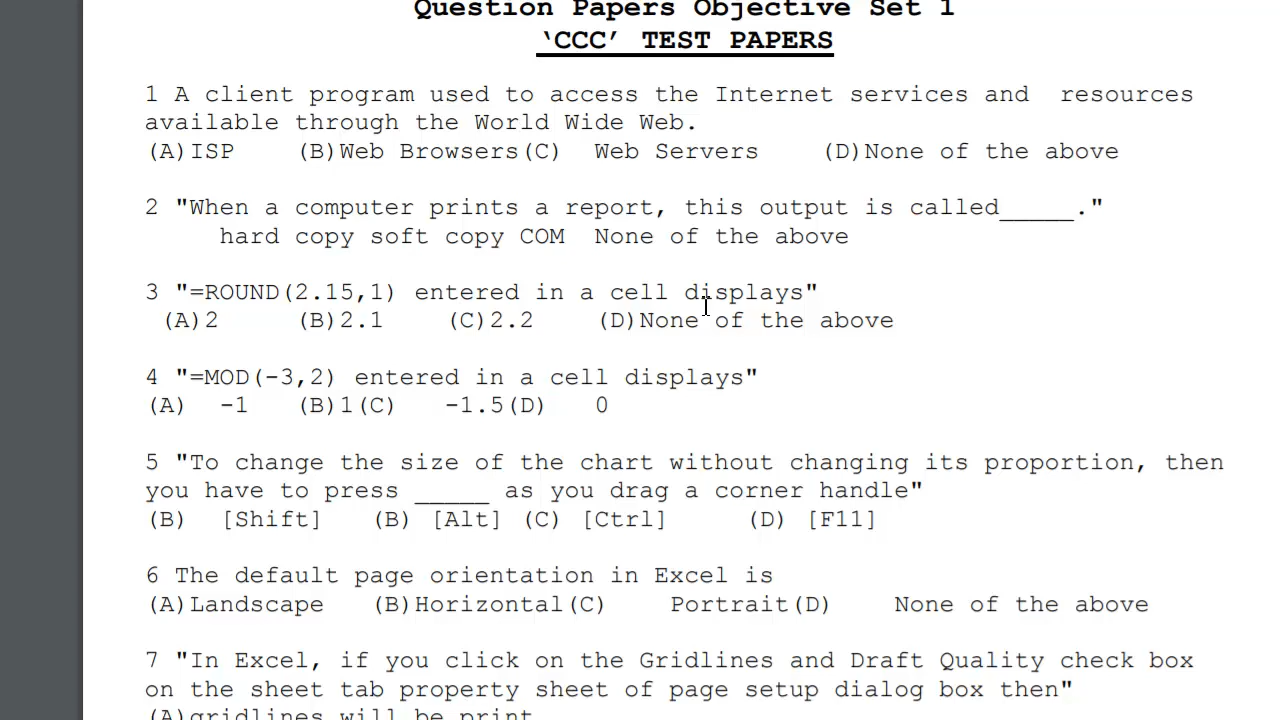 Question Papers Objective Set 1
‘CCC’ TEST PAPERS
1 A client program used to access the Internet services and resources
available through the World Wide Web.
(A)ISP (B)Web Browsers(C) Web Servers (D)None of the above
2 "When a computer prints a report, this output is called_____."
hard copy soft copy COM None of the above
3 "=ROUND(2.15,1) entered in a cell displays"
(A)2 (B)2.1 (C)2.2 (D)None of the above
4 "=MOD(-3,2) entered in a cell displays"
(A) -1 (B)1(C) -1.5(D) 0
5 "To change the size of the chart without changing its proportion, then
you have to press _____ as you drag a corner handle"
(B) [Shift] (B) [Alt] (C) [Ctrl] (D) [F11]
6 The default page orientation in Excel is
(A)Landscape (B)Horizontal(C) Portrait(D) None of the above
7 "In Excel, if you click on the Gridlines and Draft Quality check box
on the sheet tab property sheet of page setup dialog box then"
(A)gridlines will be print